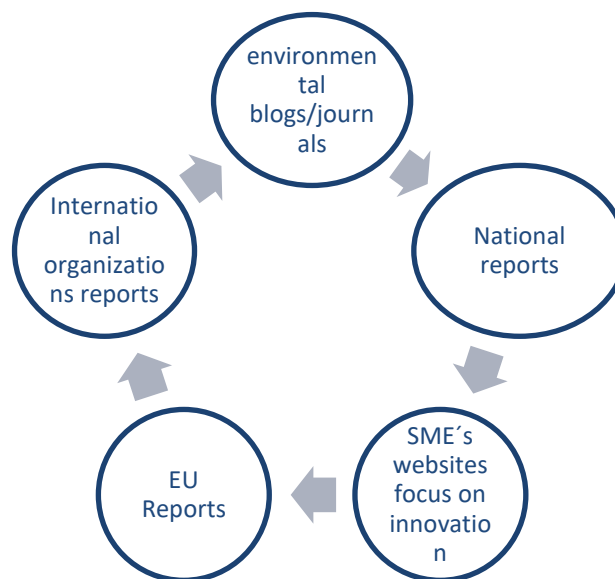 environmen
tal
blogs/journ
als
National
reports
SME´s
websites
focus on
innovatio
n
EU
Reports
Internatio
nal
organizatio
ns reports